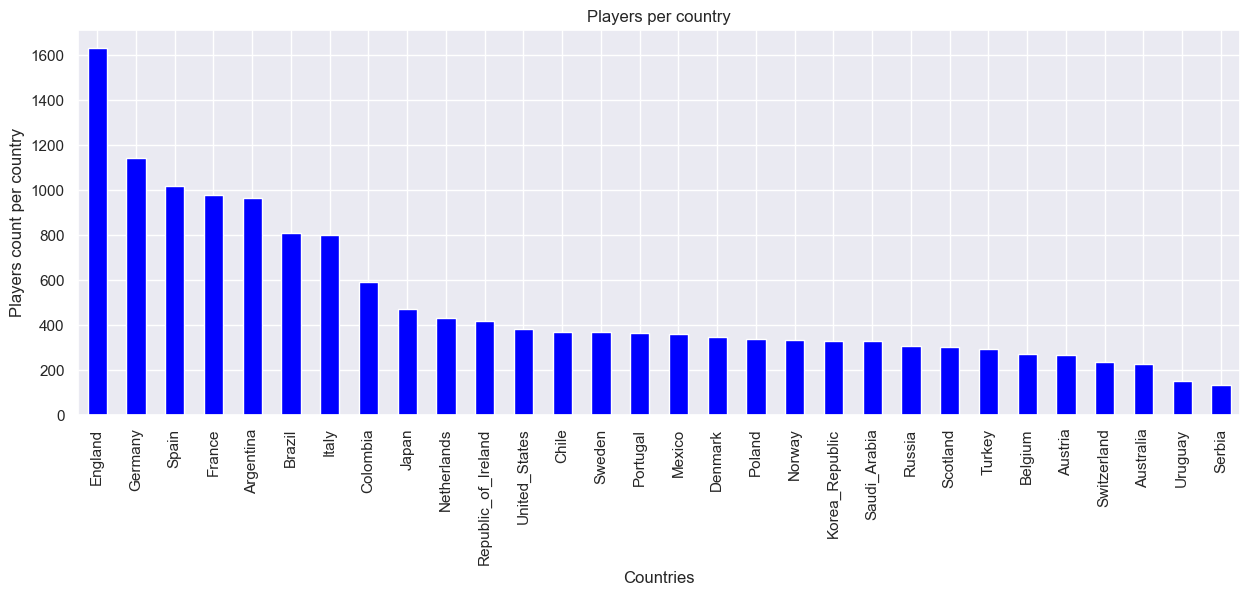 Players per country
Players count per country
1600
1400
1200
1000
800
600
400
200
0
England
Germany
Spain
France
Argentina
Brazil
Italy
Colombia
Japan
Netherlands
Republic_of_Ireland
United_States
Chile
Sweden
Portugal
Mexico
Denmark
Poland
Norway
Korea_Republic
Saudi_Arabia
Russia
Scotland
Turkey
Belgium
Austria
Switzerland
Australia
Uruguay
Serbia
Countries